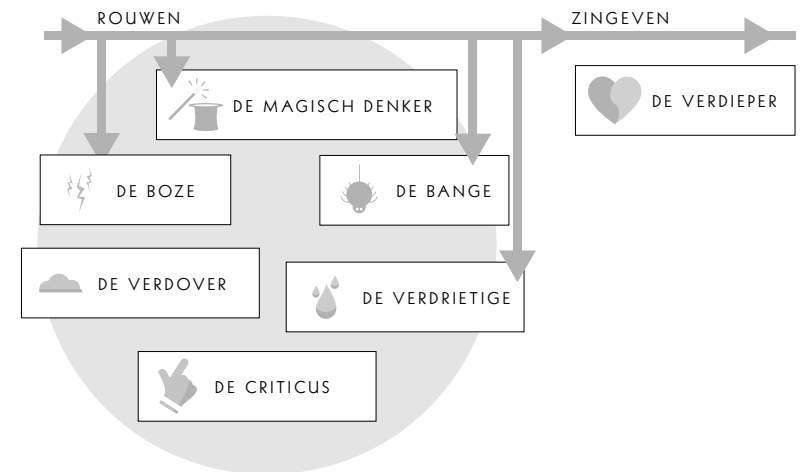 ROUWEN
ZINGEVEN
DE MAGISCH DENKER
DE VERDIEPER
DE BOZE
DE BANGE
DE VERDOVER
DE VERDRIETIGE
DE CRITICUS